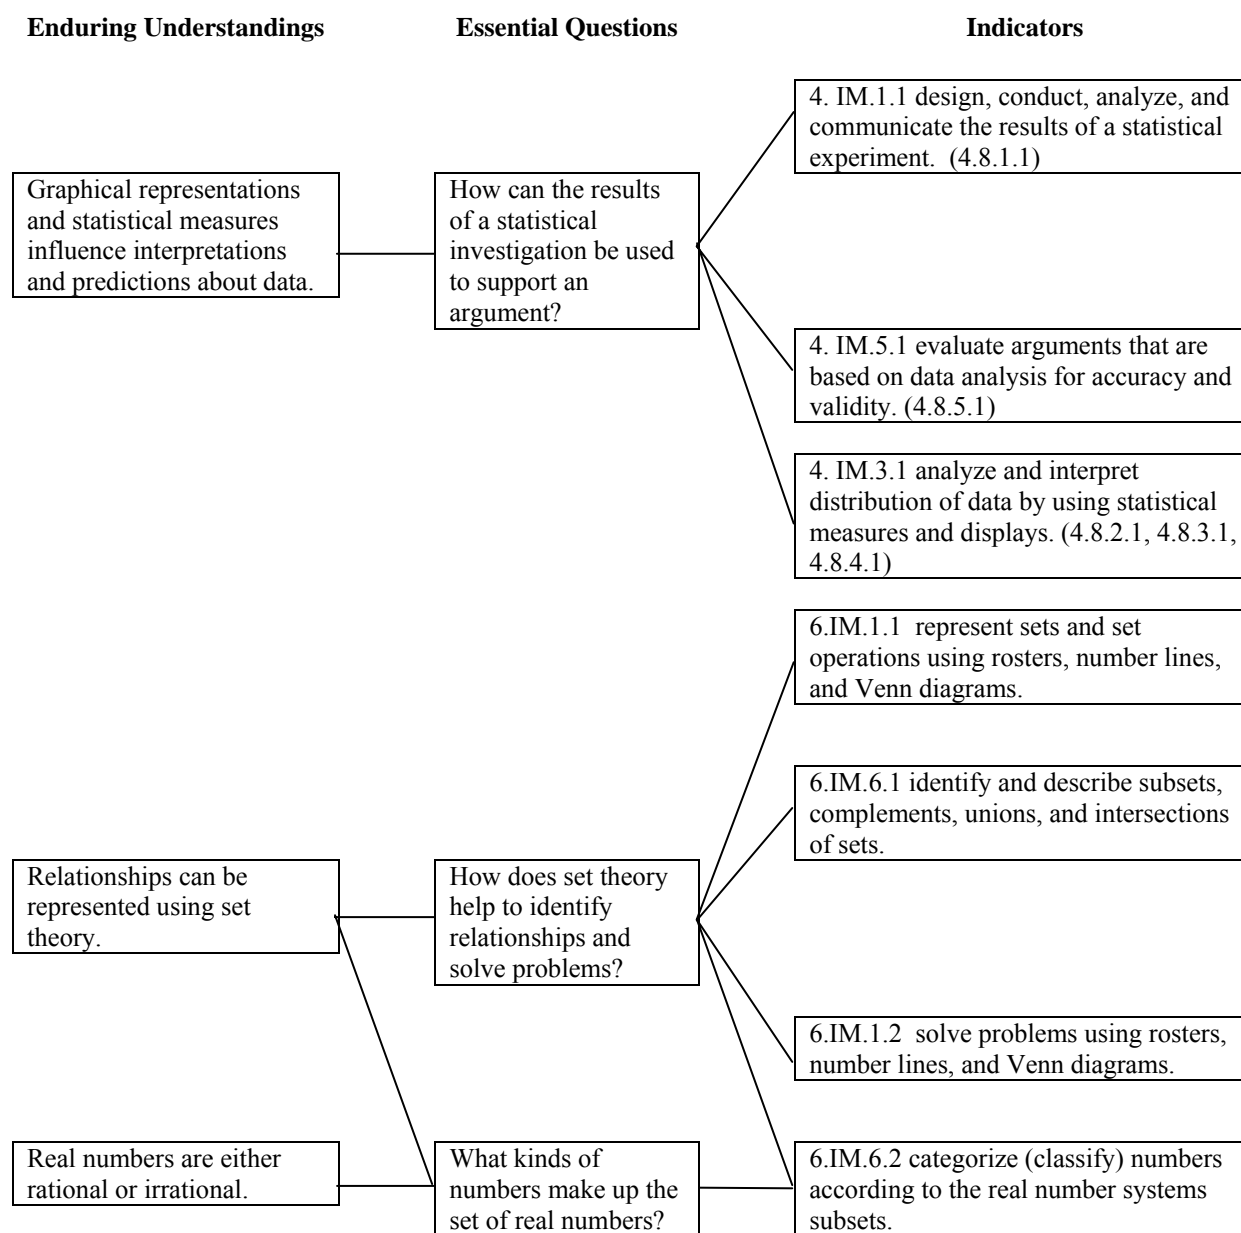 Enduring Understandings
Essential Questions
Indicators
4. IM.1.1 design, conduct, analyze, and
communicate the results of a statistical
experiment.  (4.8.1.1)
Graphical representations
and statistical measures
influence interpretations
and predictions about data.
How can the results
of a statistical
investigation be used
to support an
argument?
4. IM.5.1 evaluate arguments that are
based on data analysis for accuracy and
validity. (4.8.5.1)
4. IM.3.1 analyze and interpret
distribution of data by using statistical
measures and displays. (4.8.2.1, 4.8.3.1,
4.8.4.1)
6.IM.1.1  represent sets and set
operations using rosters, number lines,
and Venn diagrams.
6.IM.6.1 identify and describe subsets,
complements, unions, and intersections
of sets.
Relationships can be
represented using set
theory.
How does set theory
help to identify
relationships and
solve problems?
6.IM.1.2  solve problems using rosters,
number lines, and Venn diagrams.
Real numbers are either
rational or irrational.
What kinds of
numbers make up the
set of real numbers?
6.IM.6.2 categorize (classify) numbers
according to the real number systems
subsets.